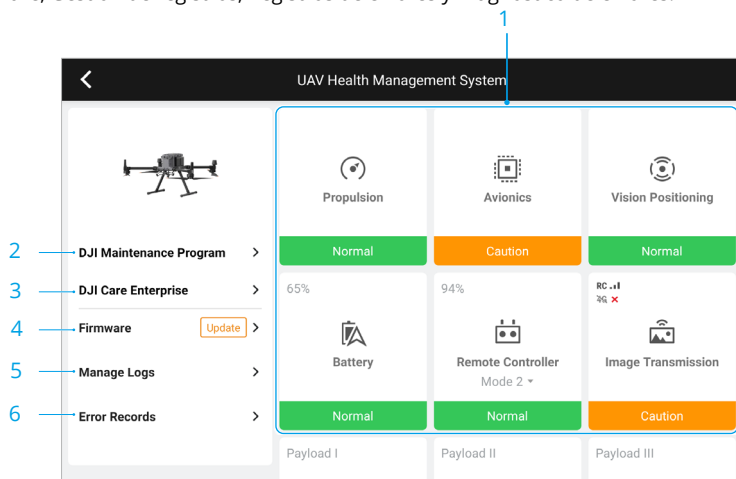 1
UAV Health Management System
Propulsion
Avionics
Vision Positioning
Normal
Caution
Normal
2
DJI Maintenance Program
3
DJI Care Enterprise
4
Firmware
Update
5
Manage Logs
6
Error Records
65%
94%
RC
4G
Battery
Remote Controller
Image Transmission
Mode 2
Normal
Normal
Caution
Payload I
Payload II
Payload III